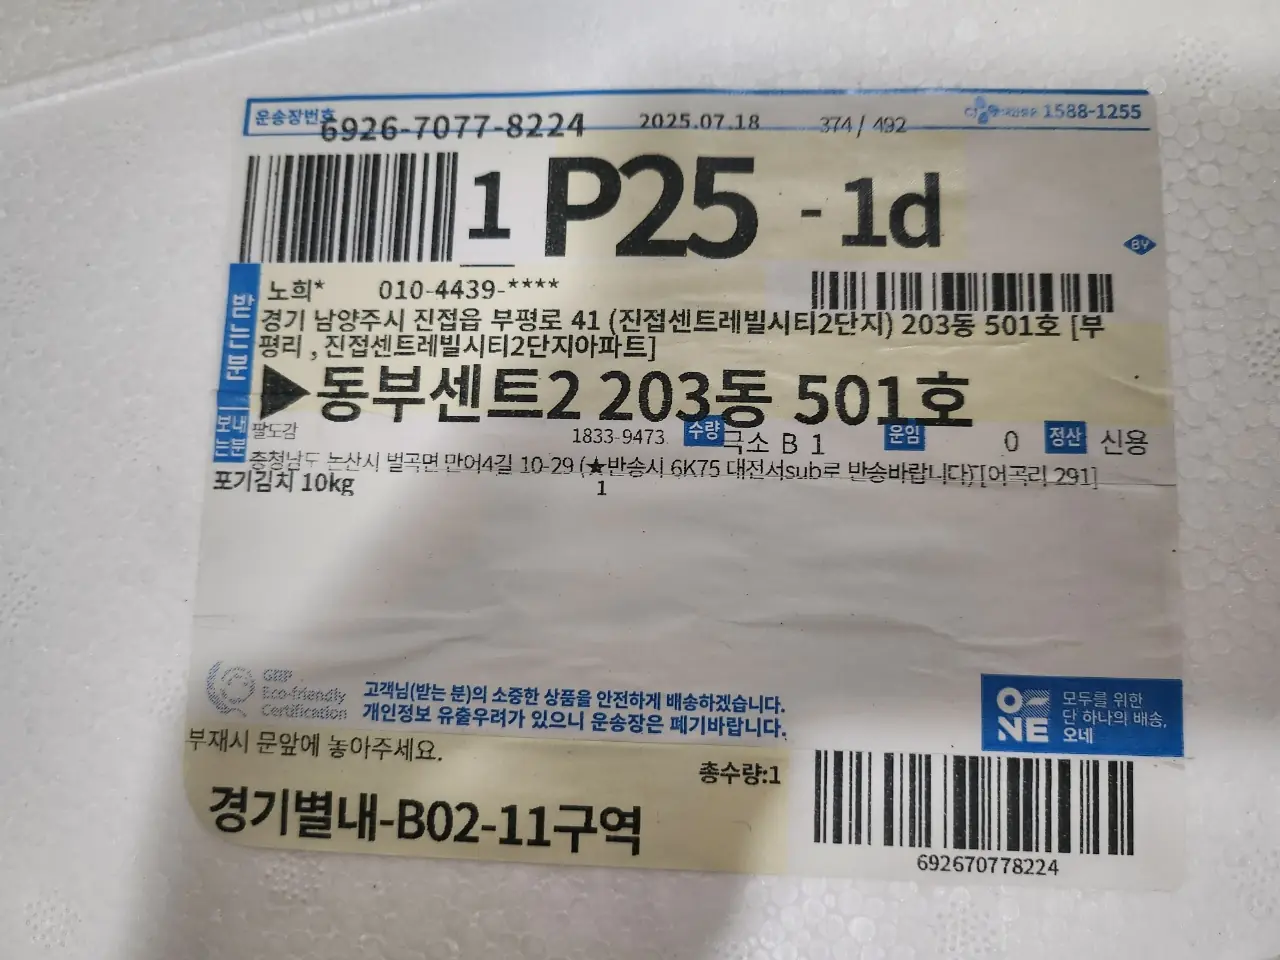 운송장번호 6926-7077-8224 2025.07.18 374 / 492 CJ대한통운 1588-1255
1 P25 - 1d
BY
받는분
노희* 010-4439-****
경기 남양주시 진접읍 부평로 41 (진접센트레빌시티2단지) 203동 501호 [부
평리 , 진접센트레빌시티2단지아파트]
▶동부센트2 203동 501호
보내는분
팔도감 1833-9473 수량 극소 B 1 운임 0 정산 신용
충청남도 논산시 벌곡면 만어4길 10-29 (★반송시 6K75 대전서sub로 반송바랍니다)[어곡리 291]
포기김치 10kg 1
Eco-friendly
Certification
고객님(받는 분)의 소중한 상품을 안전하게 배송하겠습니다.
개인정보 유출우려가 있으니 운송장은 폐기바랍니다.
O-NE
모두를 위한
단 하나의 배송,
오네
부재시 문앞에 놓아주세요.
총수량:1
경기별내-B02-11구역
692670778224